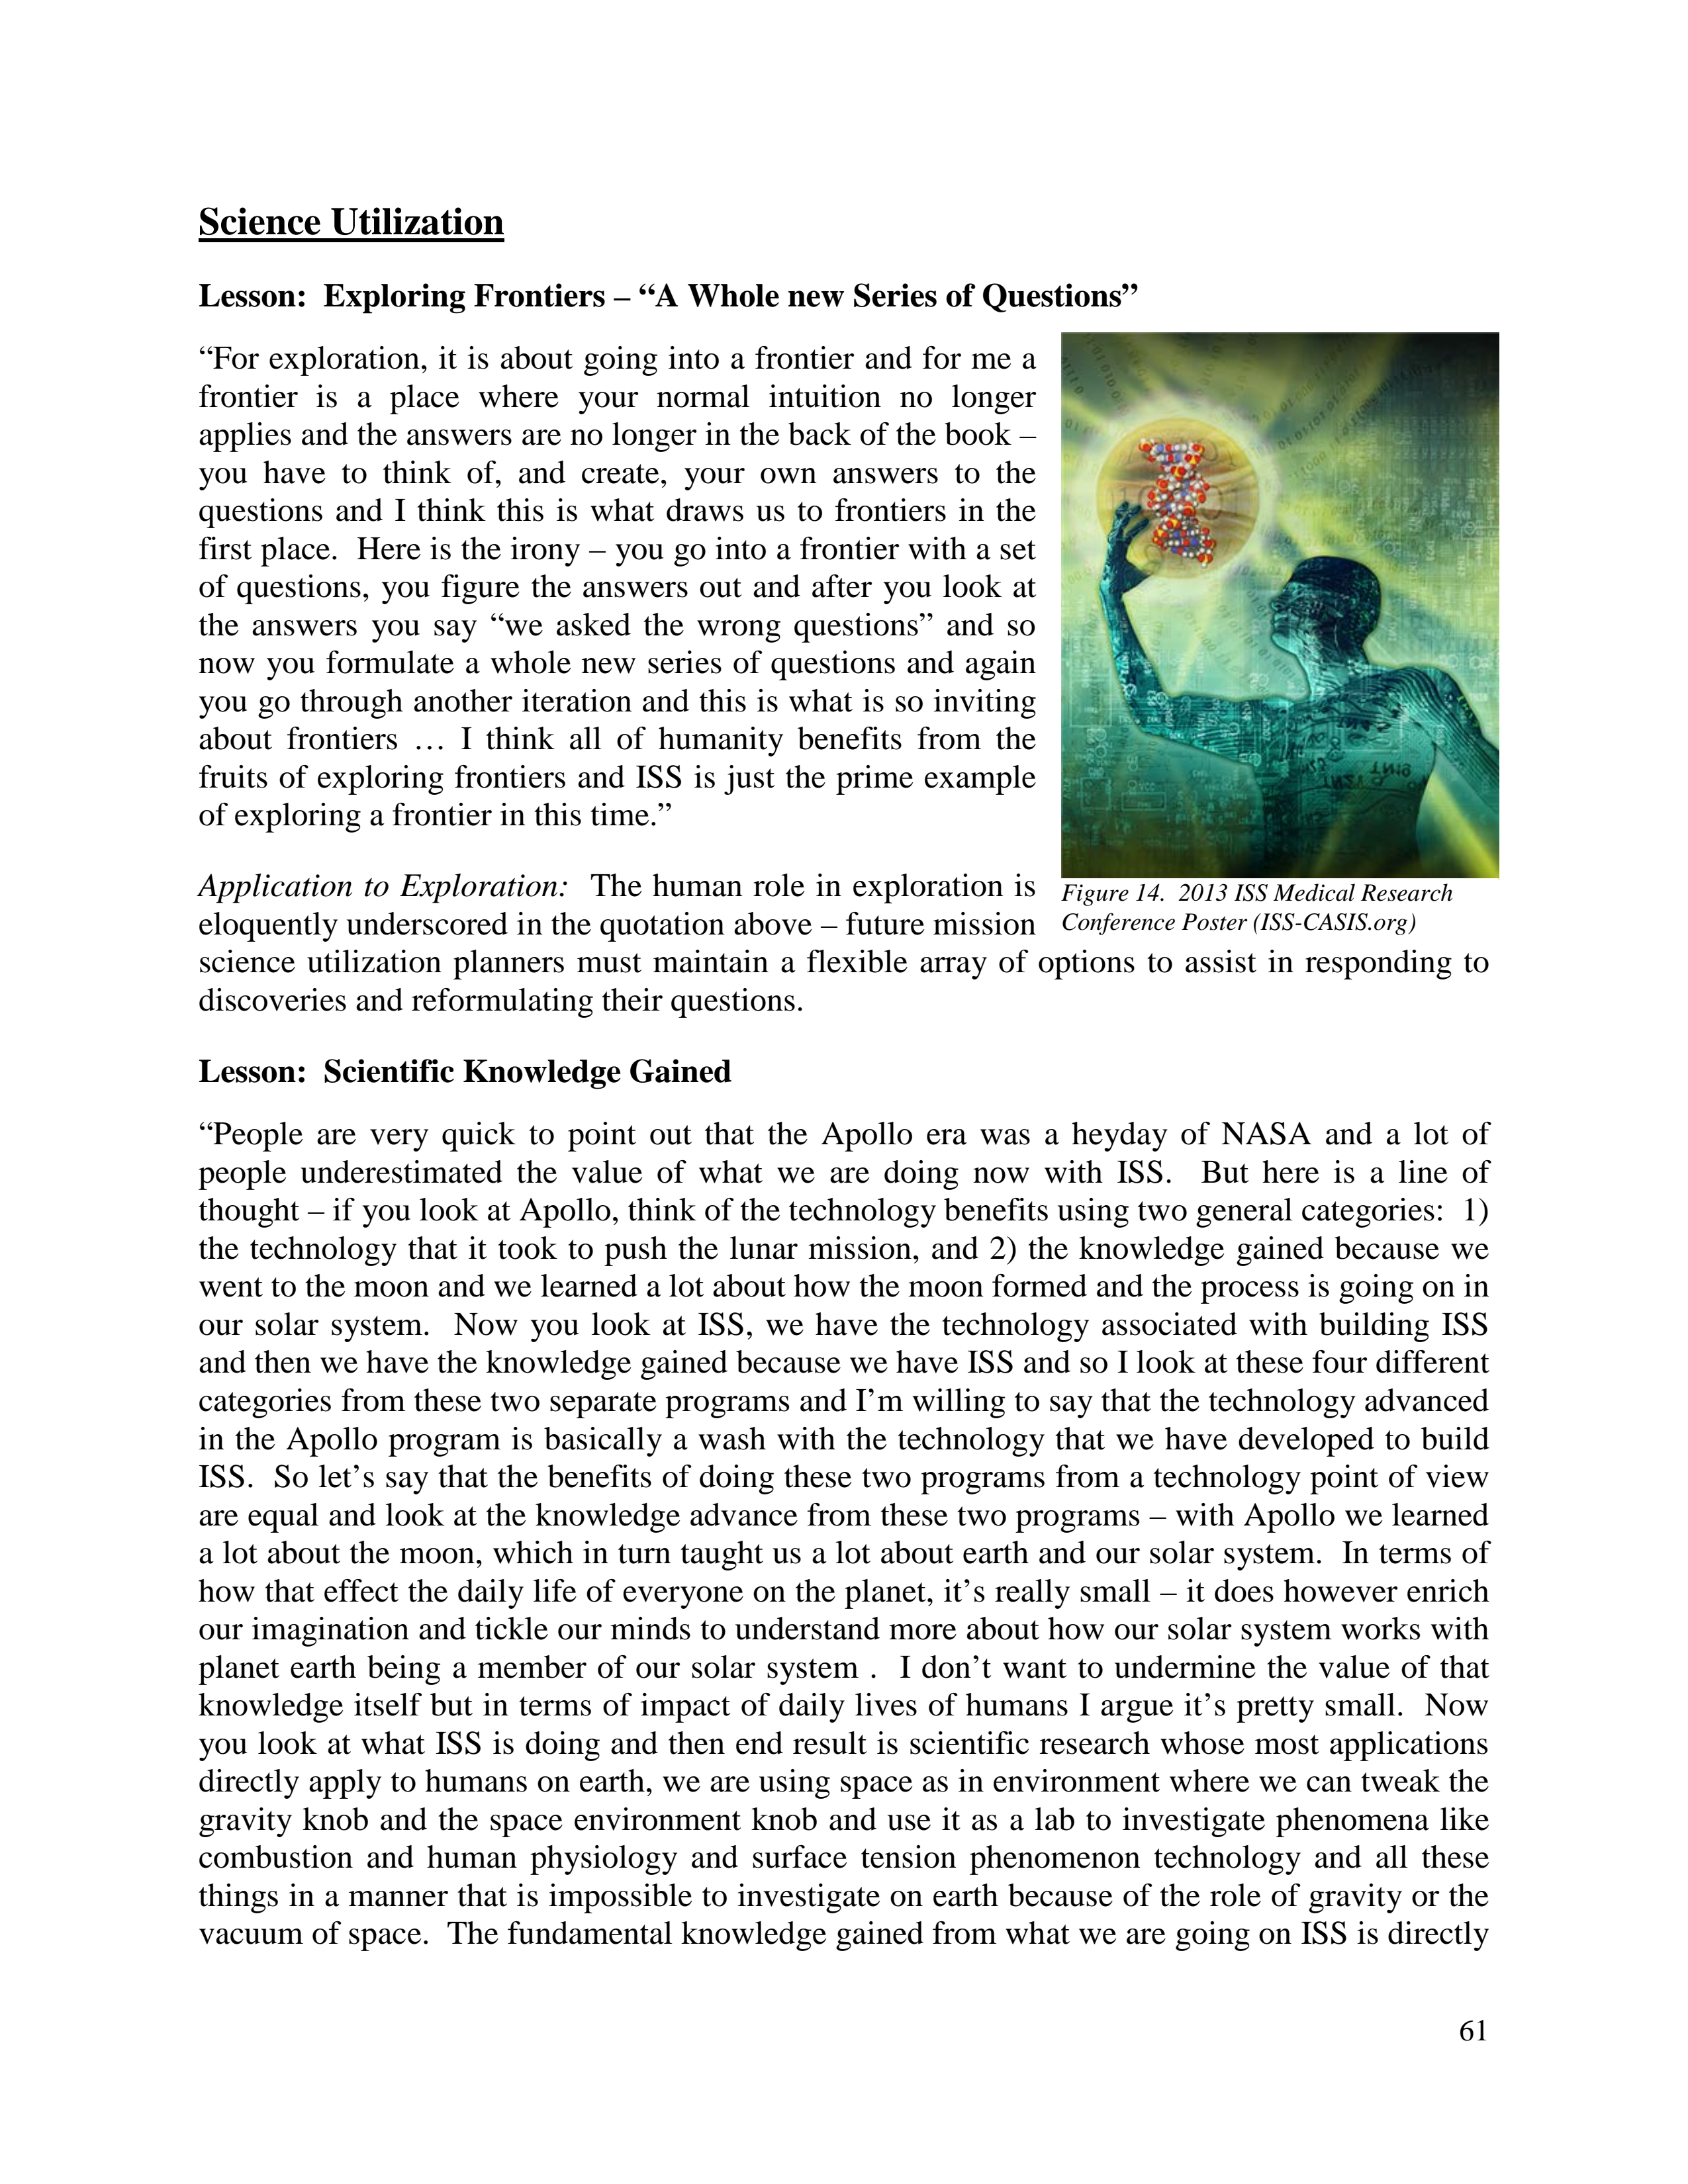 Science Utilization
Lesson:  Exploring Frontiers – “A Whole new Series of Questions”
“For exploration, it is about going into a frontier and for me a
frontier is a place where your normal intuition no longer
applies and the answers are no longer in the back of the book –
you have to think of, and create, your own answers to the
questions and I think this is what draws us to frontiers in the
first place.  Here is the irony – you go into a frontier with a set
of questions, you figure the answers out and after you look at
the answers you say “we asked the wrong questions” and so
now you formulate a whole new series of questions and again
you go through another iteration and this is what is so inviting
about frontiers … I think all of humanity benefits from the
fruits of exploring frontiers and ISS is just the prime example
of exploring a frontier in this time.”
Figure 14.  2013 ISS Medical Research
Conference Poster (ISS-CASIS.org)
Application to Exploration:  The human role in exploration is
eloquently underscored in the quotation above – future mission
science utilization planners must maintain a flexible array of options to assist in responding to
discoveries and reformulating their questions.
Lesson:  Scientific Knowledge Gained
“People are very quick to point out that the Apollo era was a heyday of NASA and a lot of
people underestimated the value of what we are doing now with ISS.  But here is a line of
thought – if you look at Apollo, think of the technology benefits using two general categories:  1)
the technology that it took to push the lunar mission, and 2) the knowledge gained because we
went to the moon and we learned a lot about how the moon formed and the process is going on in
our solar system.  Now you look at ISS, we have the technology associated with building ISS
and then we have the knowledge gained because we have ISS and so I look at these four different
categories from these two separate programs and I’m willing to say that the technology advanced
in the Apollo program is basically a wash with the technology that we have developed to build
ISS.  So let’s say that the benefits of doing these two programs from a technology point of view
are equal and look at the knowledge advance from these two programs – with Apollo we learned
a lot about the moon, which in turn taught us a lot about earth and our solar system.  In terms of
how that effect the daily life of everyone on the planet, it’s really small – it does however enrich
our imagination and tickle our minds to understand more about how our solar system works with
planet earth being a member of our solar system .  I don’t want to undermine the value of that
knowledge itself but in terms of impact of daily lives of humans I argue it’s pretty small.  Now
you look at what ISS is doing and then end result is scientific research whose most applications
directly apply to humans on earth, we are using space as in environment where we can tweak the
gravity knob and the space environment knob and use it as a lab to investigate phenomena like
combustion and human physiology and surface tension phenomenon technology and all these
things in a manner that is impossible to investigate on earth because of the role of gravity or the
vacuum of space.  The fundamental knowledge gained from what we are going on ISS is directly
61